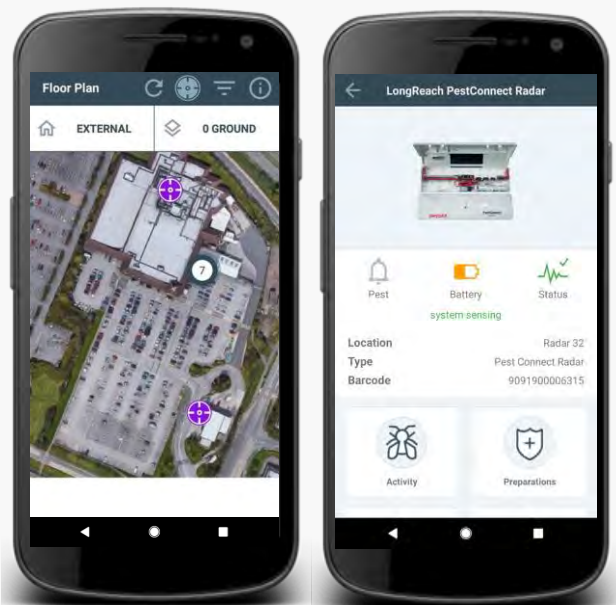 Floor Plan
EXTERNAL
0 GROUND
7
LongReach PestConnect Radar
Pest
Battery
Status
system sensing
Location Radar 32
Type Pest Connect Radar
Barcode 9091900006315
Activity
Preparations